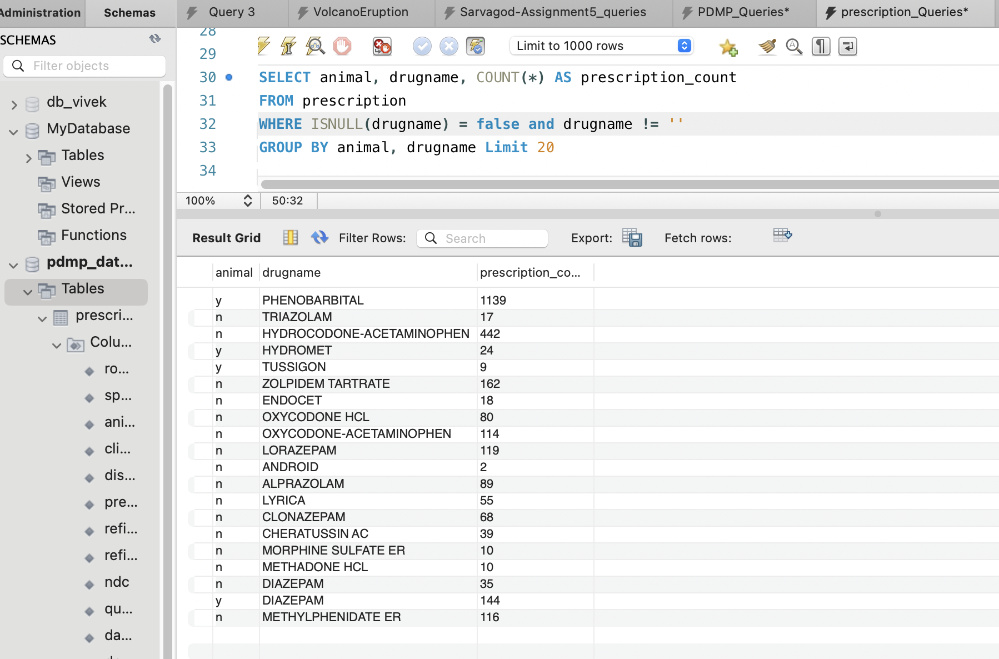 Administration
Schemas
Query 3
VolcanoEruption
Sarvagod-Assignment5_queries
PDMP_Queries*
prescription_Queries*
SCHEMAS
Filter objects
db_vivek
MyDatabase
Tables
Views
Stored Pr...
Functions
pdmp_dat...
Tables
prescri...
Colu...
ro...
sp...
ani...
cli...
dis...
pre...
refi...
refi...
ndc
qu...
da...
Limit to 1000 rows
28
29
30 SELECT animal, drugname, COUNT(*) AS prescription_count
31 FROM prescription
32 WHERE ISNULL(drugname) = false and drugname != ''
33 GROUP BY animal, drugname Limit 20
34
100% 50:32
Result Grid Filter Rows: Search Export: Fetch rows:
animal drugname prescription_co...
y PHENOBARBITAL 1139
n TRIAZOLAM 17
n HYDROCODONE-ACETAMINOPHEN 442
y HYDROMET 24
y TUSSIGON 9
n ZOLPIDEM TARTRATE 162
n ENDOCET 18
n OXYCODONE HCL 80
n OXYCODONE-ACETAMINOPHEN 114
n LORAZEPAM 119
n ANDROID 2
n ALPRAZOLAM 89
n LYRICA 55
n CLONAZEPAM 68
n CHERATUSSIN AC 39
n MORPHINE SULFATE ER 10
n METHADONE HCL 10
n DIAZEPAM 35
y DIAZEPAM 144
n METHYLPHENIDATE ER 116